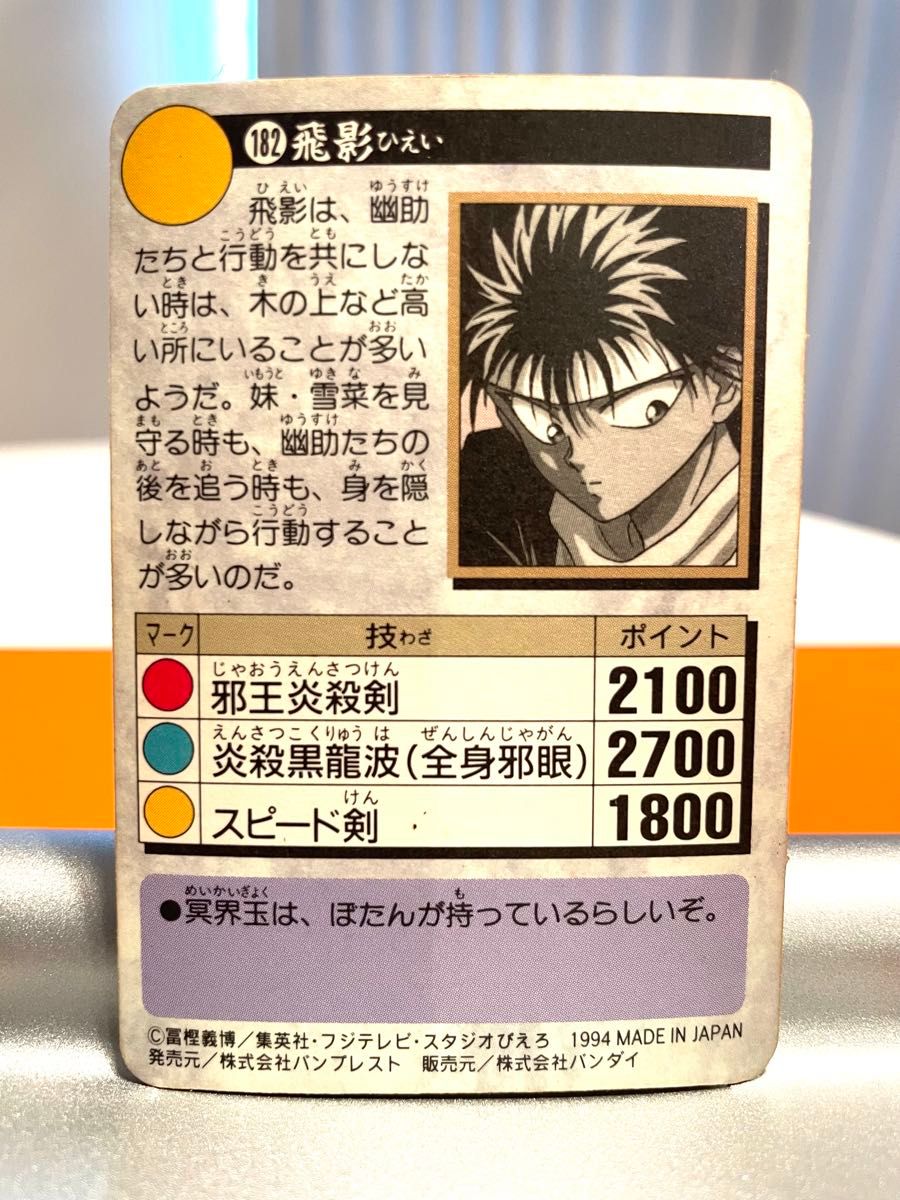 182 飛影 ひえい
飛影は、幽助
たちと行動を共にしな
い時は、木の上など高
い所にいることが多い
ようだ。妹・雪菜を見
守る時も、幽助たちの
後を追う時も、身を隠
しながら行動すること
が多いのだ。
マーク 技わざ ポイント
邪王炎殺剣 2100
炎殺黒龍波(全身邪眼) 2700
スピード剣 1800
●冥界玉は、ぼたんが持っているらしいぞ。
©冨樫義博/集英社・フジテレビ・スタジオぴえろ 1994 MADE IN JAPAN
発売元/株式会社バンプレスト 販売元/株式会社バンダイ